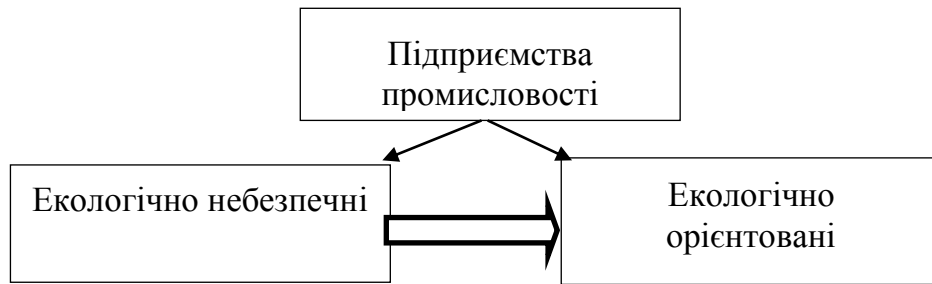 Підприємства
промисловості
Екологічно небезпечні
Екологічно
орієнтовані